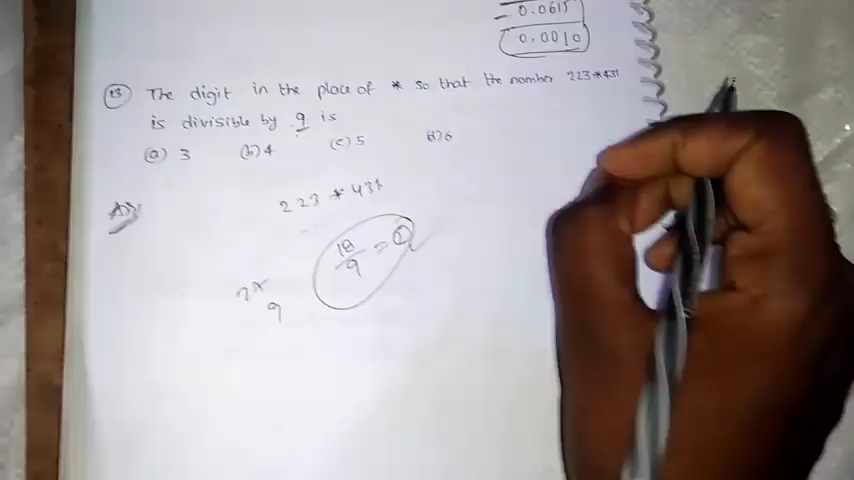 - 0.0615
0.0010
13 The digit in the place of * so that the number 223*431
is divisible by 9 is
(a) 3 (b) 4 (c) 5 (d) 6
223 * 431
18/9 = 0
9